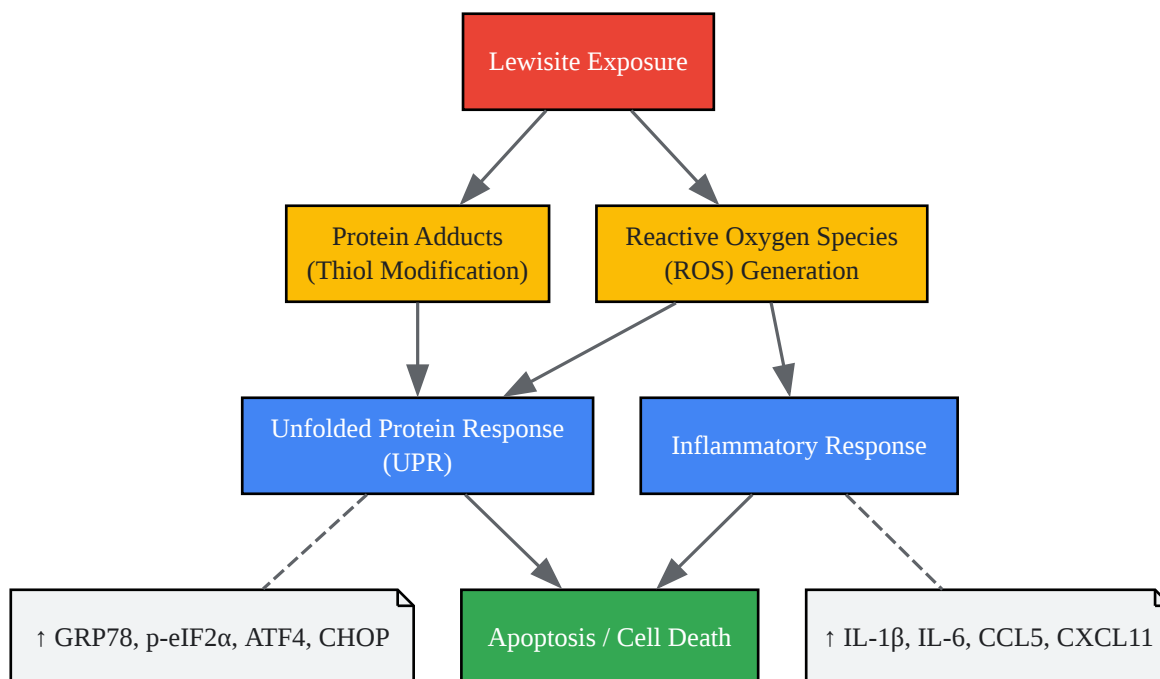 Lewisite Exposure
Protein Adducts
(Thiol Modification)
Reactive Oxygen Species
(ROS) Generation
Unfolded Protein Response
(UPR)
Inflammatory Response
↑ GRP78, p-eIF2α, ATF4, CHOP
Apoptosis / Cell Death
↑ IL-1β, IL-6, CCL5, CXCL11